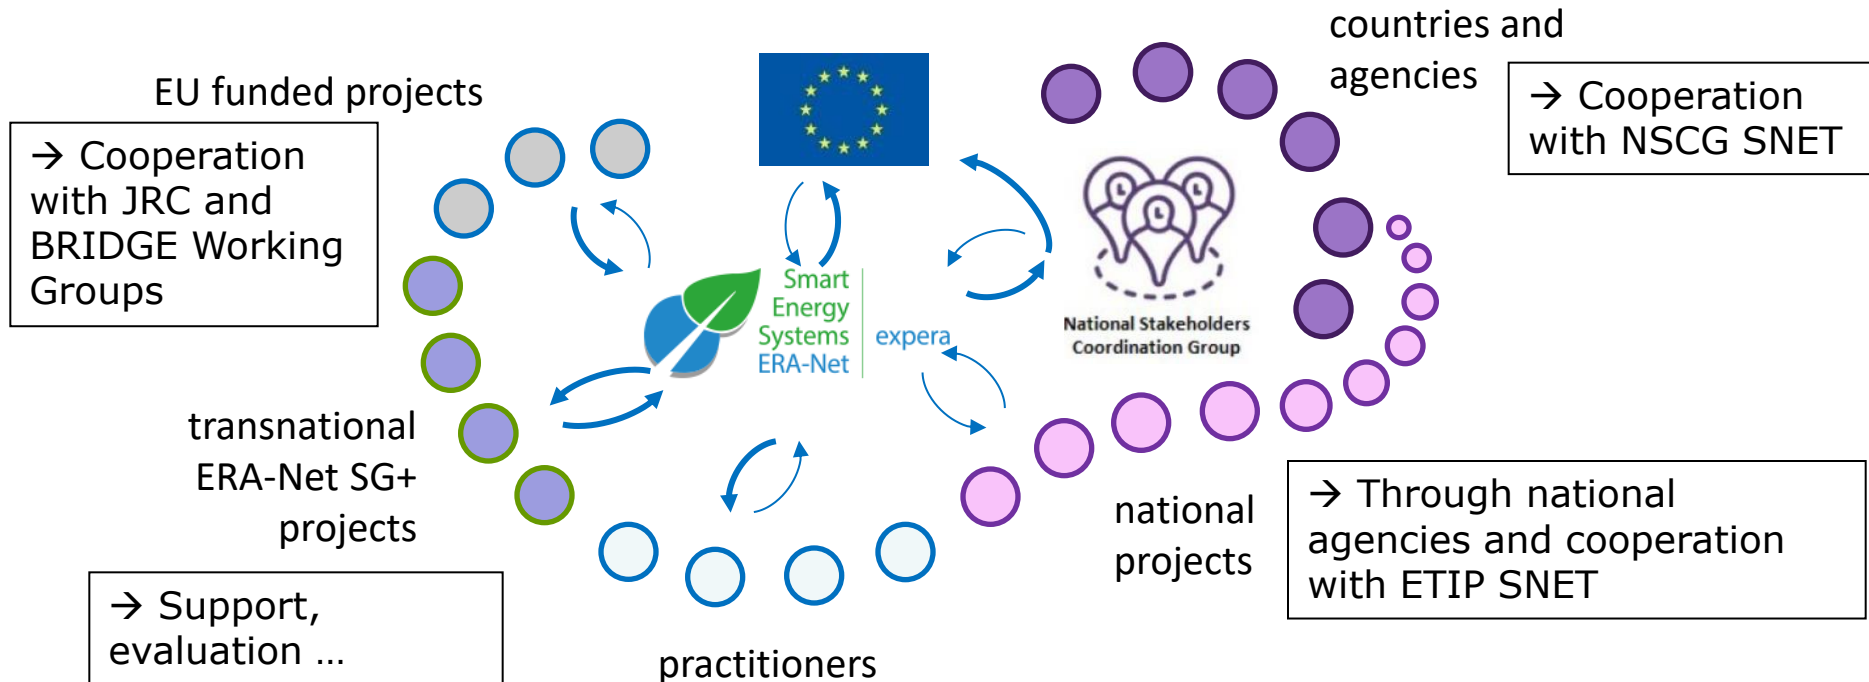 countries and
agencies
EU funded projects
→ Cooperation
with NSCG SNET
→ Cooperation
with JRC and
BRIDGE Working
Groups
Smart
Energy
Systems
ERA-Net
expera
National Stakeholders
Coordination Group
transnational
ERA-Net SG+
projects
national
projects
→ Through national
agencies and cooperation
with ETIP SNET
→ Support,
evaluation ...
practitioners